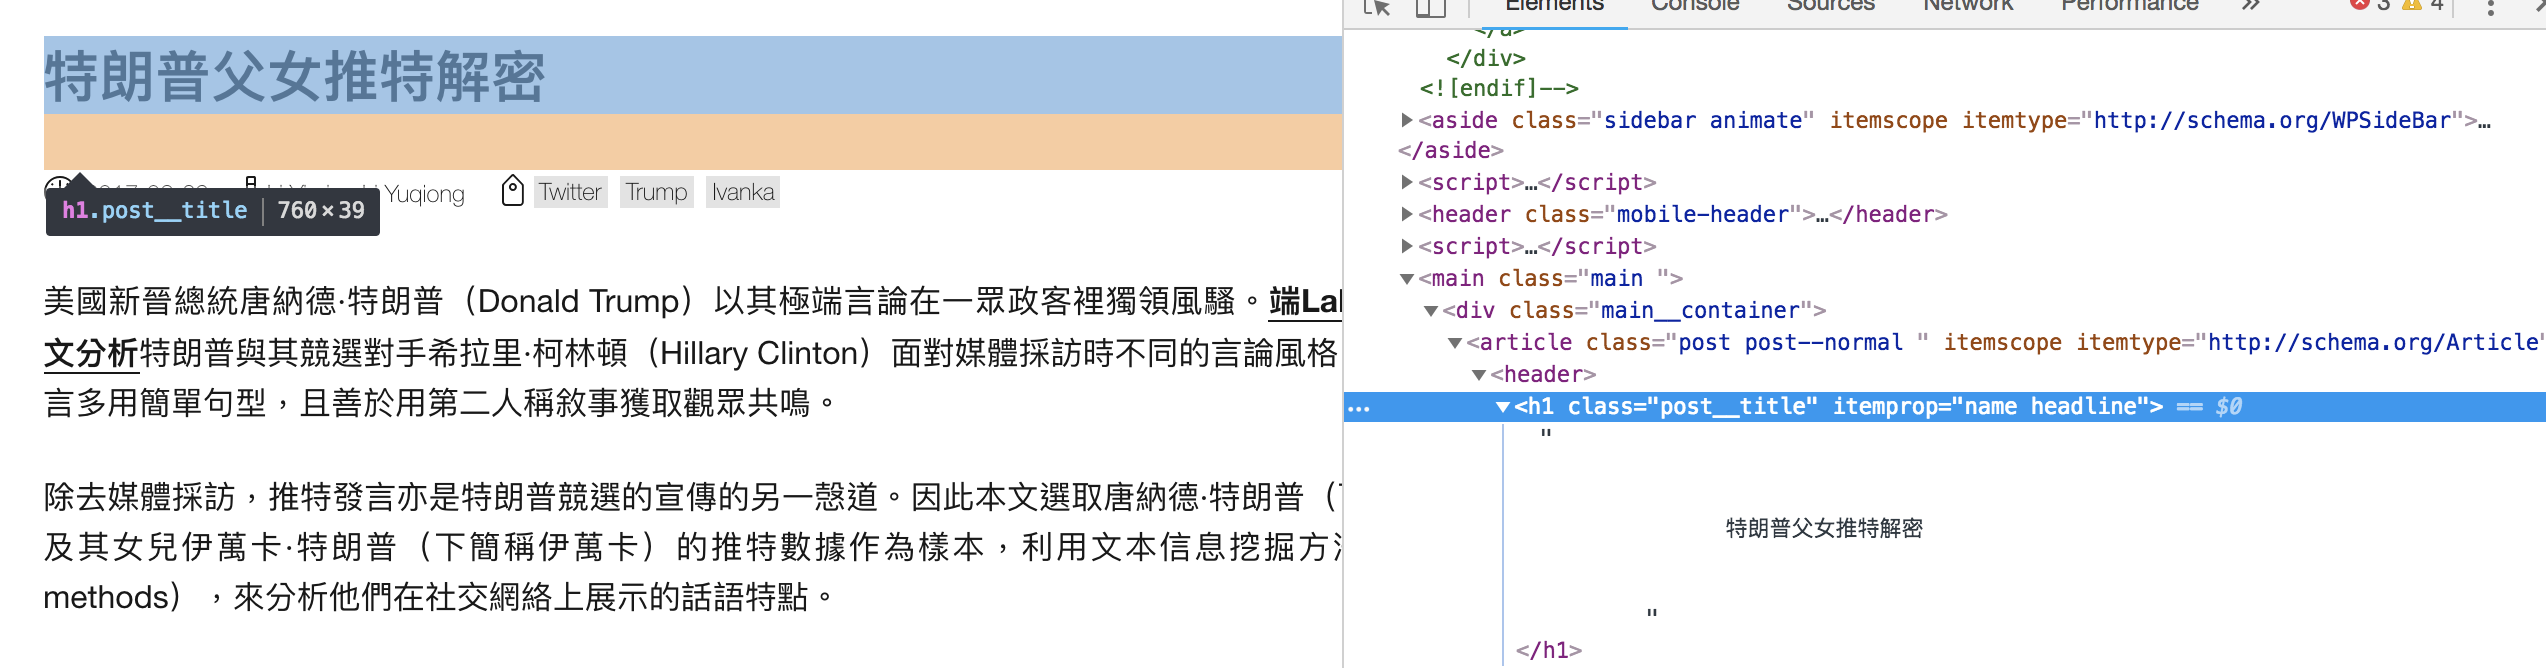 特朗普父女推特解密
Yuqiong
Twitter Trump Ivanka
h1.post__title 760×39
美國新晉總統唐納德·特朗普（Donald Trump）以其極端言論在一眾政客裡獨領風騷。端La
文分析特朗普與其競選對手希拉里·柯林頓（Hillary Clinton）面對媒體採訪時不同的言論風格
言多用簡單句型，且善於用第二人稱敘事獲取觀眾共鳴。
除去媒體採訪，推特發言亦是特朗普競選的宣傳的另一愨道。因此本文選取唐納德·特朗普（
及其女兒伊萬卡·特朗普（下簡稱伊萬卡）的推特數據作為樣本，利用文本信息挖掘方
methods），來分析他們在社交網絡上展示的話語特點。
Elements Console Sources Network Performance » 3 4
</a>
</div>
<![endif]-->
<aside class="sidebar animate" itemscope itemtype="http://schema.org/WPSideBar">…
</aside>
<script>…</script>
<header class="mobile-header">…</header>
<script>…</script>
<main class="main ">
<div class="main__container">
<article class="post post--normal " itemscope itemtype="http://schema.org/Article"
<header>
… <h1 class="post__title" itemprop="name headline"> == $0
"
特朗普父女推特解密
"
</h1>